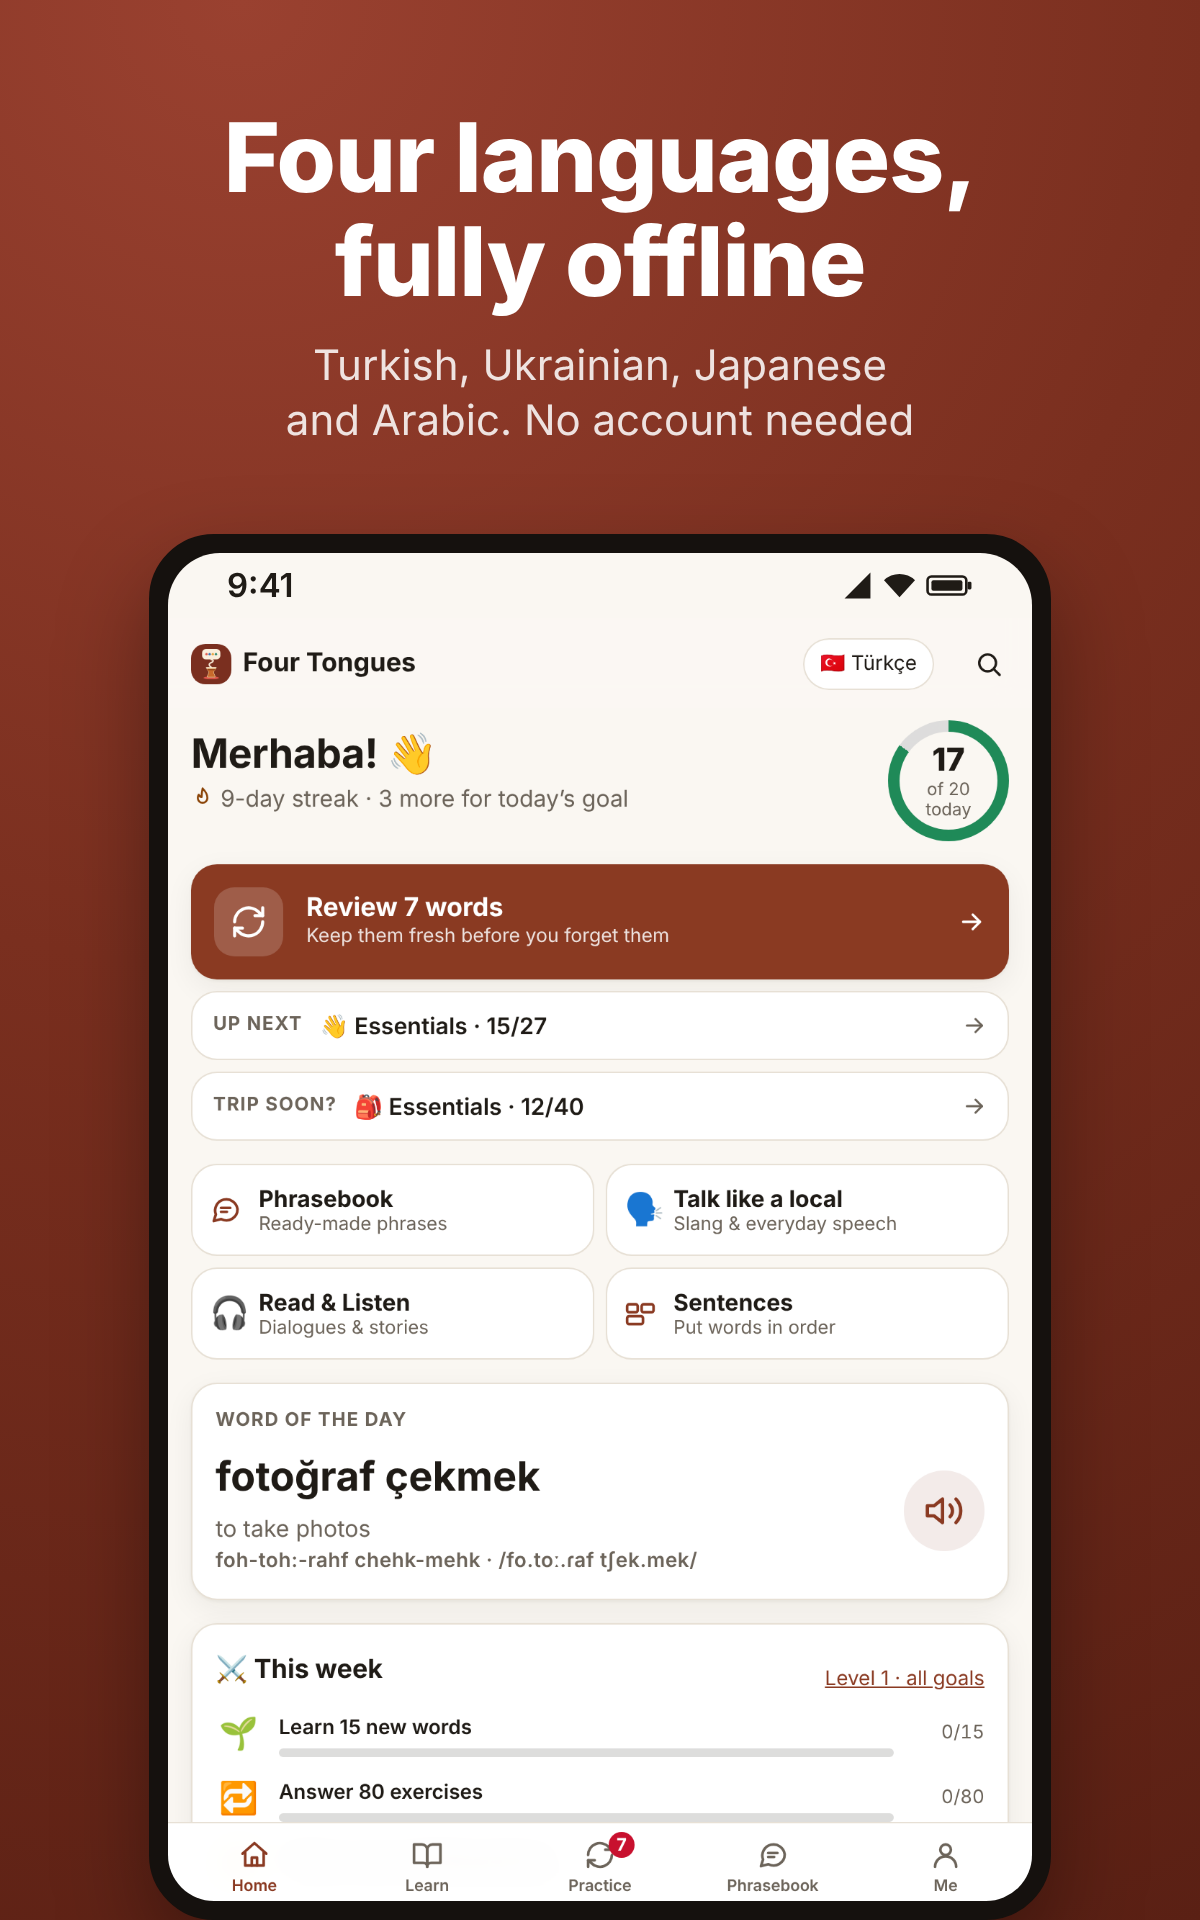 Four languages,
fully offline
Turkish, Ukrainian, Japanese
and Arabic. No account needed
9:41
Four Tongues
Türkçe
Merhaba!
9-day streak · 3 more for today’s goal
17
of 20
today
Review 7 words
Keep them fresh before you forget them
UP NEXT Essentials · 15/27
TRIP SOON? Essentials · 12/40
Phrasebook
Ready-made phrases
Talk like a local
Slang & everyday speech
Read & Listen
Dialogues & stories
Sentences
Put words in order
WORD OF THE DAY
fotoğraf çekmek
to take photos
foh-toh:-rahf chehk-mehk · /fo.toː.ɾaf tʃek.mek/
This week
Level 1 · all goals
Learn 15 new words
0/15
Answer 80 exercises
0/80
7
Home
Learn
Practice
Phrasebook
Me